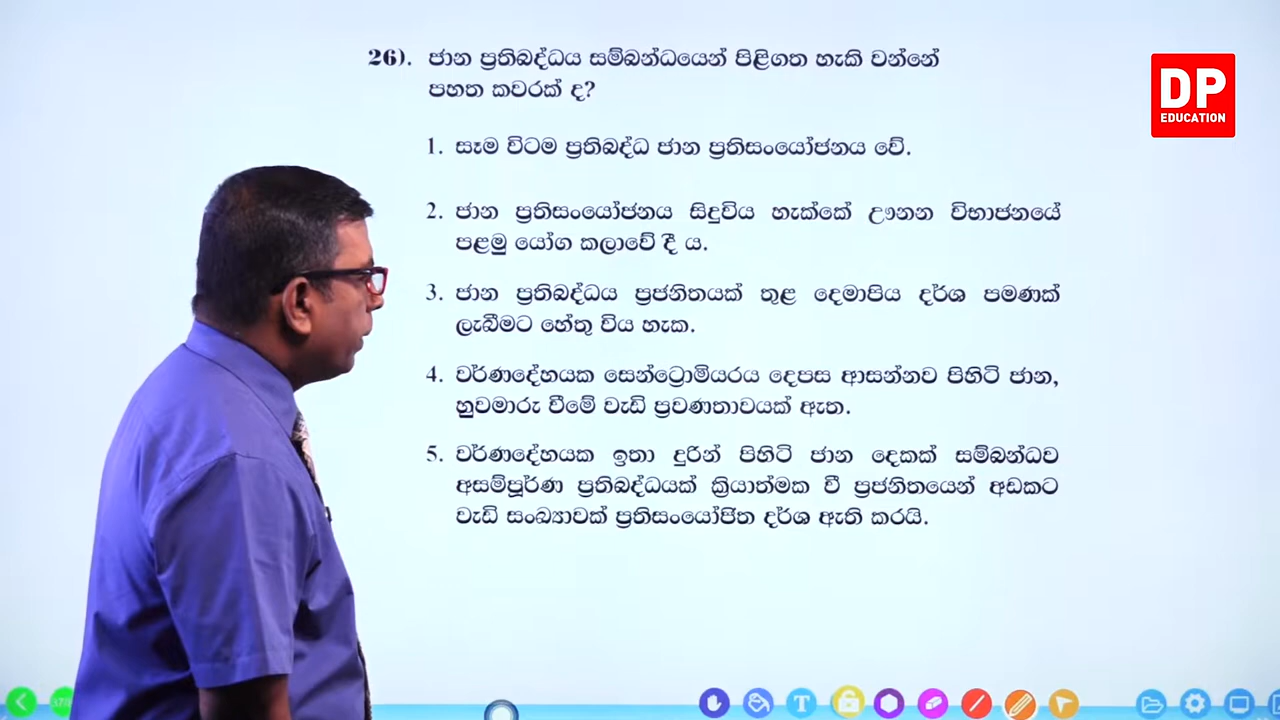 26). ජාන ප්‍රතිබද්ධය සම්බන්ධයෙන් පිළිගත හැකි වන්නේ
පහත කවරක් ද?
1. සෑම විටම ප්‍රතිබද්ධ ජාන ප්‍රතිසංයෝජනය වේ.
2. ජාන ප්‍රතිසංයෝජනය සිදුවිය හැක්කේ ඌනන විභාජනයේ
පළමු යෝග කලාවේ දී ය.
3. ජාන ප්‍රතිබද්ධය ප්‍රජනිතයක් තුළ දෙමාපිය දර්ශ පමණක්
ලැබීමට හේතු විය හැක.
4. වර්ණදේහයක සෙන්ට්‍රොමියරය දෙපස ආසන්නව පිහිටි ජාන,
හුවමාරු වීමේ වැඩි ප්‍රවණතාවයක් ඇත.
5. වර්ණදේහයක ඉතා දුරින් පිහිටි ජාන දෙකක් සම්බන්ධව
අසම්පූර්ණ ප්‍රතිබද්ධයක් ක්‍රියාත්මක වී ප්‍රජනිතයෙන් අඩකට
වැඩි සංඛ්‍යාවක් ප්‍රතිසංයෝජිත දර්ශ ඇති කරයි.
DP
EDUCATION